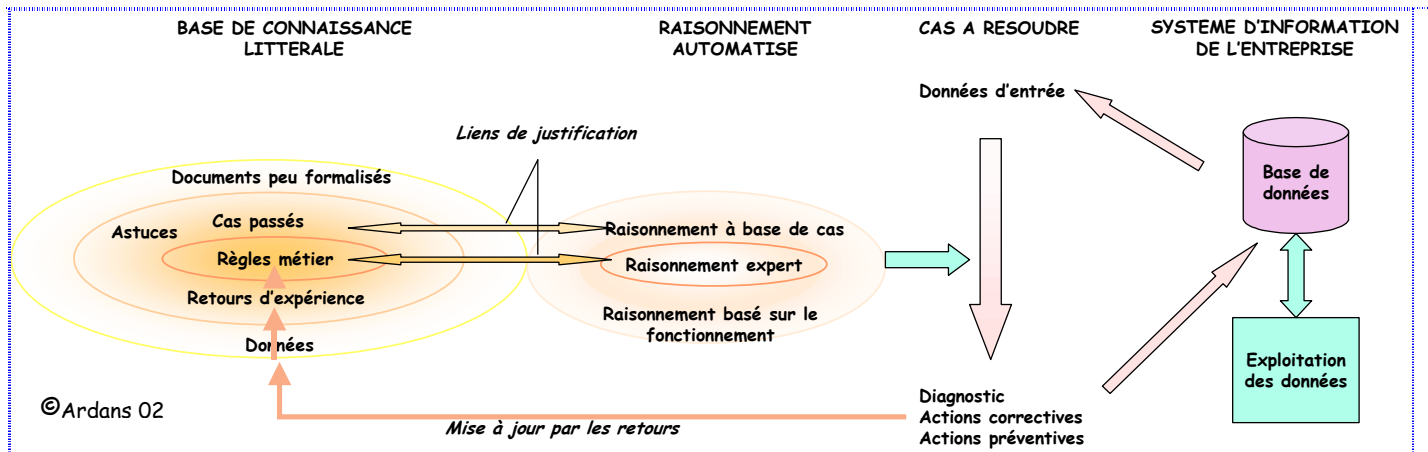 BASE DE CONNAISSANCE
LITTERALE
RAISONNEMENT
AUTOMATISE
CAS A RESOUDRE
SYSTEME D'INFORMATION
DE L'ENTREPRISE
Données d'entrée
Liens de justification
Documents peu formalisés
Cas passés
Astuces
Règles métier
Retours d'expérience
Données
Raisonnement à base de cas
Raisonnement expert
Raisonnement basé sur le
fonctionnement
Base de
données
Exploitation
des données
Diagnostic
Actions correctives
Actions préventives
Mise à jour par les retours
©Ardans 02